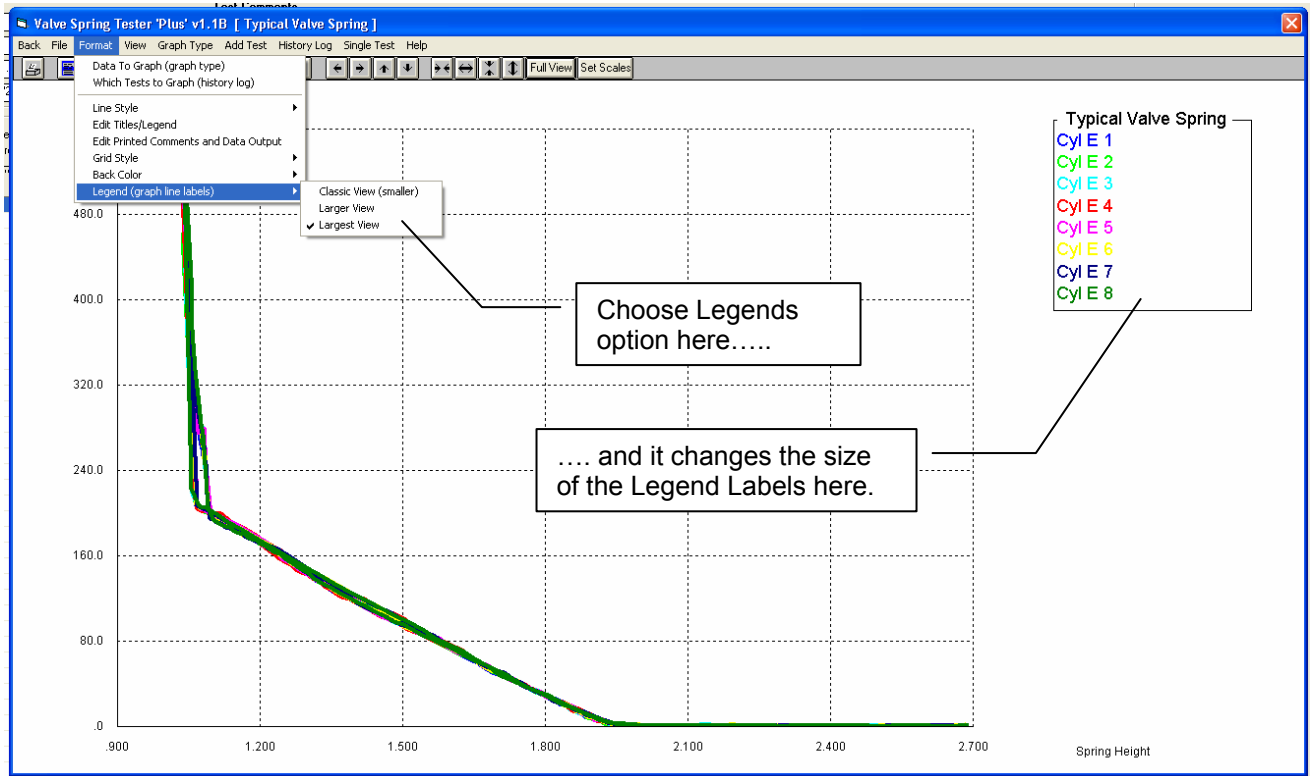 Valve Spring Tester 'Plus' v1.1B [ Typical Valve Spring ]
Back File Format View Graph Type Add Test History Log Single Test Help
Full View Set Scales
Data To Graph (graph type)
Which Tests to Graph (history log)
Line Style
Edit Titles/Legend
Edit Printed Comments and Data Output
Grid Style
Back Color
Legend (graph line labels)
Classic View (smaller)
Larger View
Largest View
Typical Valve Spring
Cyl E 1
Cyl E 2
Cyl E 3
Cyl E 4
Cyl E 5
Cyl E 6
Cyl E 7
Cyl E 8
Choose Legends
option here…..
…. and it changes the size
of the Legend Labels here.
480.0
400.0
320.0
240.0
160.0
80.0
.0
.900 1.200 1.500 1.800 2.100 2.400 2.700
Spring Height